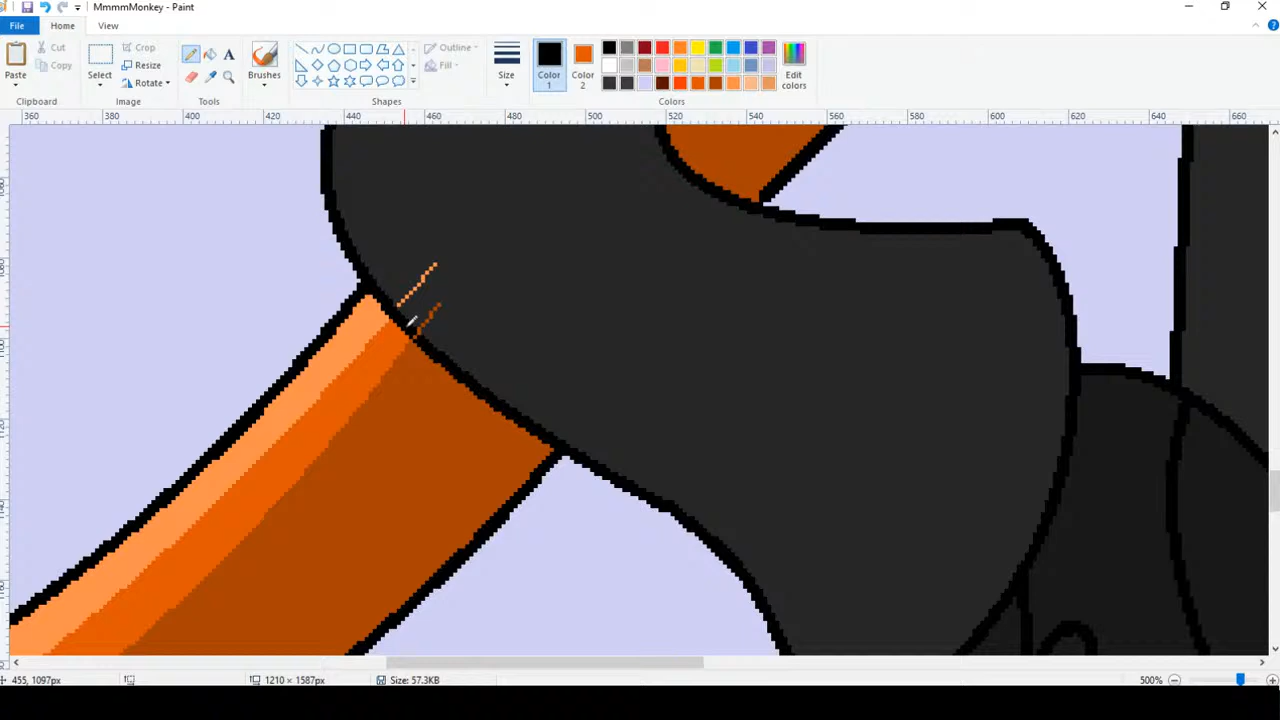 MmmmMonkey - Paint
File Home View
Paste
Cut
Copy
Clipboard
Select
Crop
Resize
Rotate
Image
A
Tools
Brushes
Outline
Fill
Shapes
Size
Color 1
Color 2
Edit colors
Colors
360 400 420 440 460 480 500 520 540 560 580 600 620 640 660
455, 1097px
1210 × 1587px
Size: 57.3KB
500%